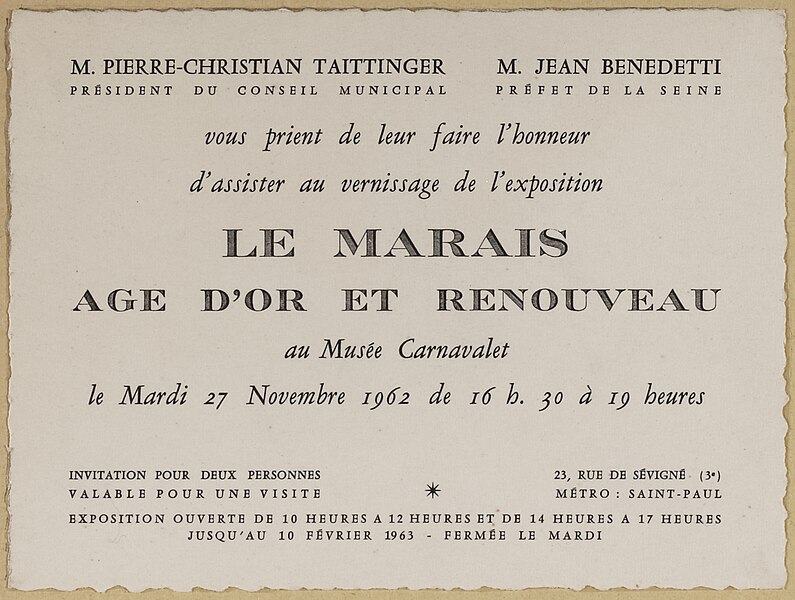 M. PIERRE-CHRISTIAN TAITTINGER M. JEAN BENEDETTI
PRÉSIDENT DU CONSEIL MUNICIPAL PRÉFET DE LA SEINE
vous prient de leur faire l'honneur
d'assister au vernissage de l'exposition
LE MARAIS
AGE D'OR ET RENOUVEAU
au Musée Carnavalet
le Mardi 27 Novembre 1962 de 16 h. 30 à 19 heures
INVITATION POUR DEUX PERSONNES 23, RUE DE SÉVIGNÉ (3e)
VALABLE POUR UNE VISITE MÉTRO : SAINT-PAUL
EXPOSITION OUVERTE DE 10 HEURES A 12 HEURES ET DE 14 HEURES A 17 HEURES
JUSQU'AU 10 FÉVRIER 1963 - FERMÉE LE MARDI